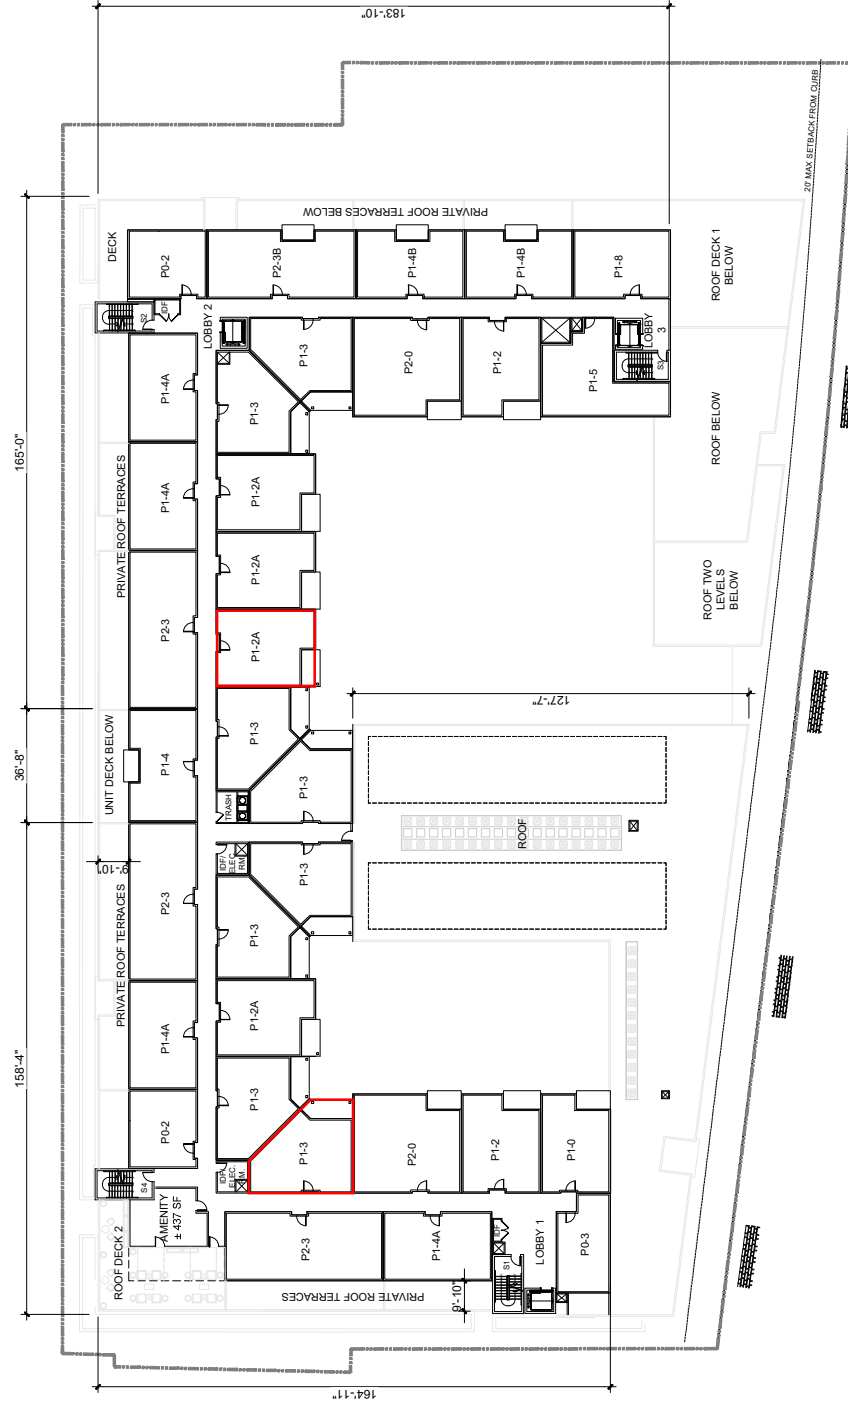 183'-10"
20' MAX SETBACK FROM CURB
PRIVATE ROOF TERRACES BELOW
DECK
P0-2
P2-3B
P1-4B
P1-4B
P1-8
ROOF DECK 1
BELOW
S2
IDF
LOBBY 2
LOBBY
3
S3
P1-4A
P1-3
P1-3
P2-0
P1-2
P1-5
ROOF BELOW
165'-0"
PRIVATE ROOF TERRACES
P1-4A
P1-2A
P1-2A
ROOF TWO
LEVELS
BELOW
P2-3
P1-2A
127'-7"
36'-8"
UNIT DECK BELOW
P1-4
P1-3
P1-3
TRASH
ROOF
9'-10"
IDF/
ELEC.
RM.
P2-3
P1-3
P1-3
PRIVATE ROOF TERRACES
158'-4"
P1-4A
P1-2A
P0-2
P1-3
P1-3
P2-0
P1-2
P1-0
S4
IDF/
ELEC.
RM.
ROOF DECK 2
AMENITY
± 437 SF
P2-3
P1-4A
IDF
S1
LOBBY 1
P0-3
PRIVATE ROOF TERRACES
9'-10"
164'-11"